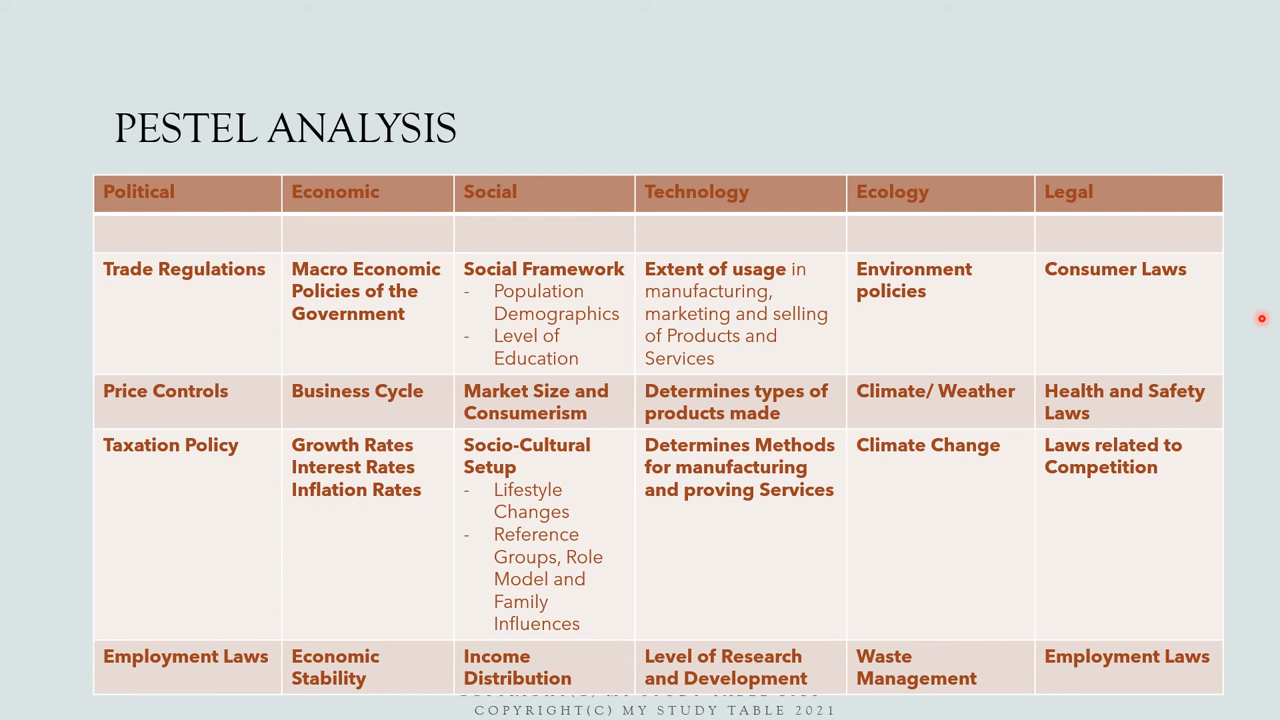 PESTEL ANALYSIS
Political
Economic
Social
Technology
Ecology
Legal
Trade Regulations
Macro Economic
Policies of the
Government
Social Framework
- Population
Demographics
- Level of
Education
Extent of usage in
manufacturing,
marketing and selling
of Products and
Services
Environment
policies
Consumer Laws
Price Controls
Business Cycle
Market Size and
Consumerism
Determines types of
products made
Climate/ Weather
Health and Safety
Laws
Taxation Policy
Growth Rates
Interest Rates
Inflation Rates
Socio-Cultural
Setup
- Lifestyle
Changes
- Reference
Groups, Role
Model and
Family
Influences
Determines Methods
for manufacturing
and proving Services
Climate Change
Laws related to
Competition
Employment Laws
Economic
Stability
Income
Distribution
Level of Research
and Development
Waste
Management
Employment Laws
COPYRIGHT(C) MY STUDY TABLE 2021